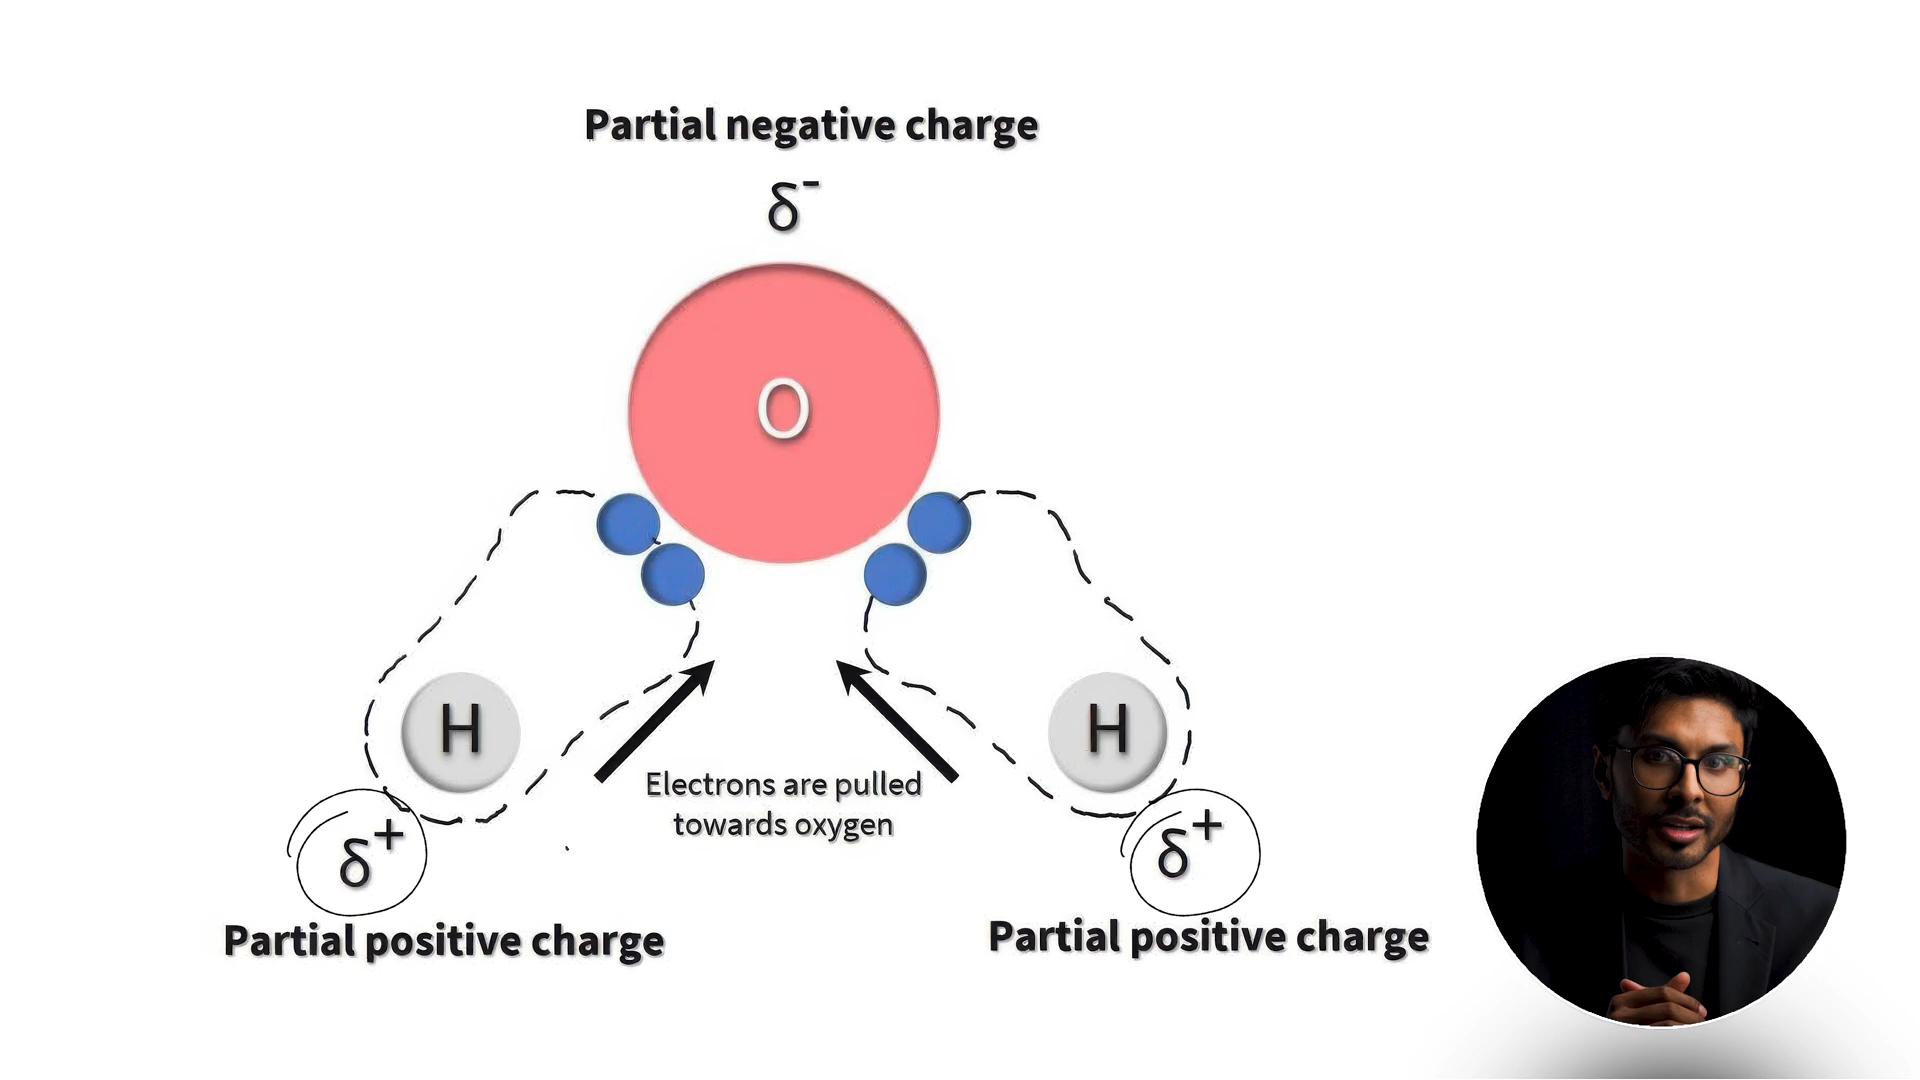 Partial negative charge
δ⁻
O
H
H
Electrons are pulled
towards oxygen
δ⁺
δ⁺
Partial positive charge
Partial positive charge